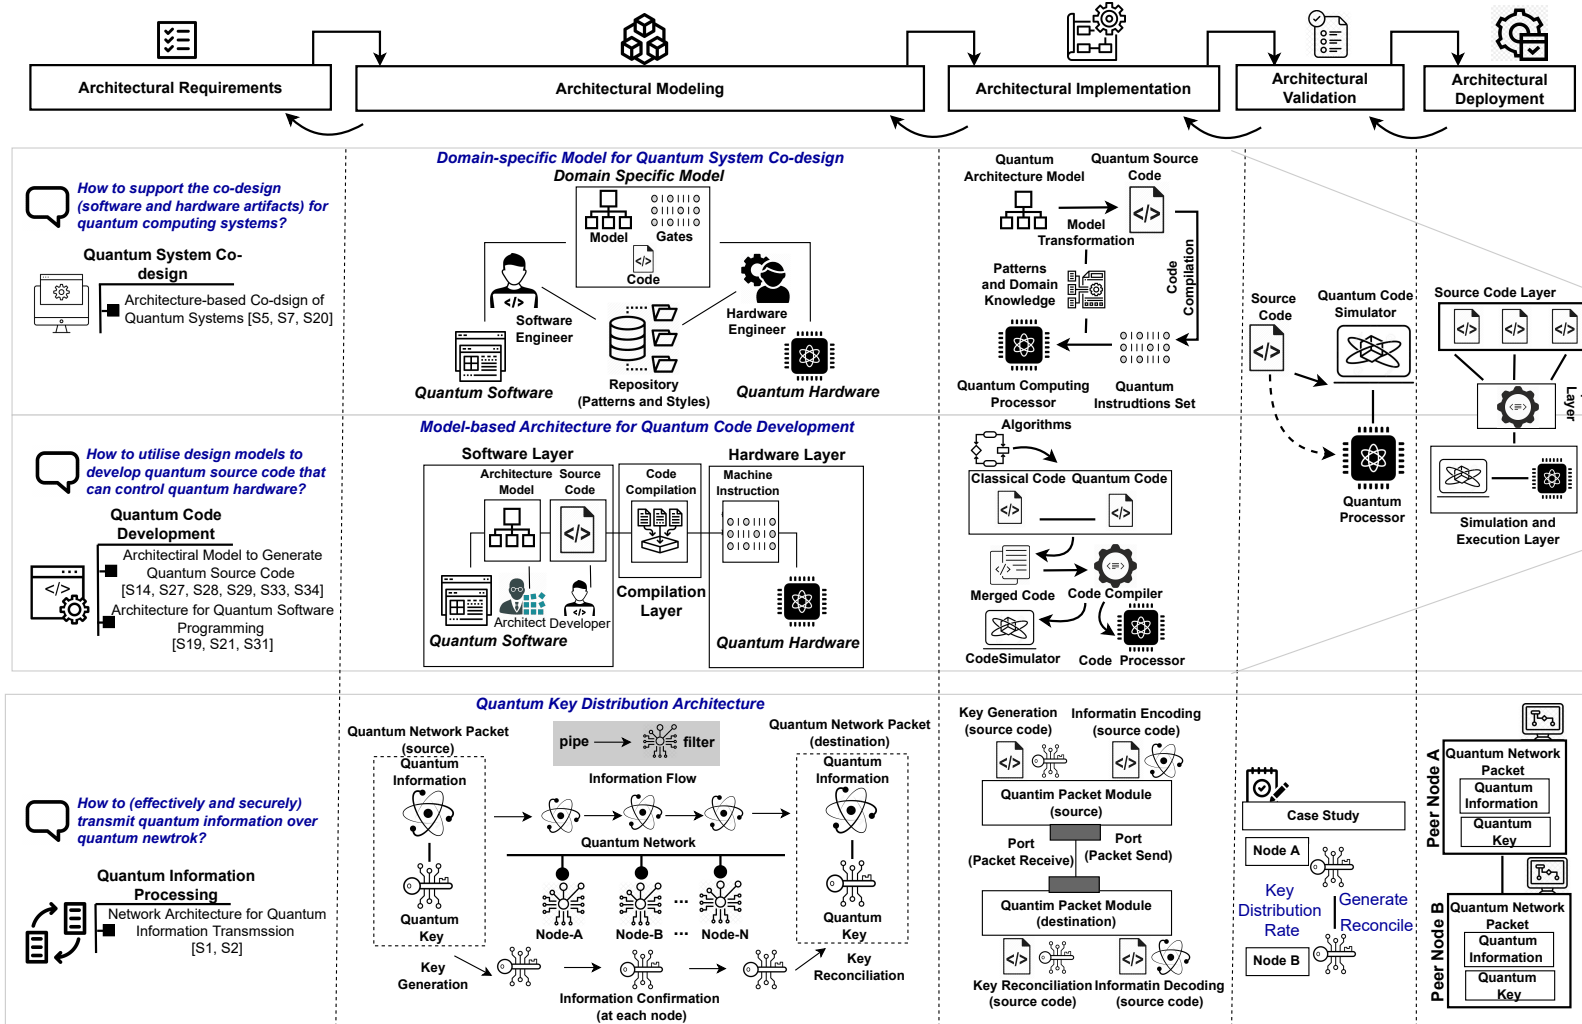 Architectural Requirements
Architectural Modeling
Architectural Implementation
Architectural
Validation
Architectural
Deployment
How to support the co-design
(software and hardware artifacts) for
quantum computing systems?
Quantum System Co-
design
Architecture-based Co-dsign of
Quantum Systems [S5, S7, S20]
Domain-specific Model for Quantum System Co-design
Domain Specific Model
Model
Gates
Code
Software
Engineer
Hardware
Engineer
Quantum Software
Repository
(Patterns and Styles)
Quantum Hardware
Quantum
Architecture Model
Quantum Source
Code
Model
Transformation
Patterns
and Domain
Knowledge
Code
Compilation
Quantum Computing
Processor
Quantum
Instrudtions Set
Source
Code
Quantum Code
Simulator
Quantum
Processor
Source Code Layer
Layer
Simulation and
Execution Layer
How to utilise design models to
develop quantum source code that
can control quantum hardware?
Quantum Code
Development
Architectiral Model to Generate
Quantum Source Code
[S14, S27, S28, S29, S33, S34]
Architecture for Quantum Software
Programming
[S19, S21, S31]
Model-based Architecture for Quantum Code Development
Software Layer
Hardware Layer
Architecture
Model
Source
Code
Code
Compilation
Machine
Instruction
Compilation
Layer
Architect
Developer
Quantum Software
Quantum Hardware
Algorithms
Classical Code
Quantum Code
Merged Code
Code Compiler
CodeSimulator
Code Processor
How to (effectively and securely)
transmit quantum information over
quantum newtrok?
Quantum Information
Processing
Network Architecture for Quantum
Information Transmssion
[S1, S2]
Quantum Key Distribution Architecture
Quantum Network Packet
(source)
Quantum
Information
Quantum
Key
pipe
filter
Information Flow
Quantum Network
Node-A
Node-B
...
...
Node-N
Quantum Network Packet
(destination)
Quantum
Information
Quantum
Key
Key
Generation
Key
Reconciliation
Information Confirmation
(at each node)
Key Generation
(source code)
Informatin Encoding
(source code)
Quantim Packet Module
(source)
Port
(Packet Receive)
Port
(Packet Send)
Quantim Packet Module
(destination)
Key Reconciliation
(source code)
Informatin Decoding
(source code)
Case Study
Node A
Key
Distribution
Rate
Generate
Reconcile
Node B
Peer Node A
Quantum Network
Packet
Quantum
Information
Quantum
Key
Peer Node B
Quantum Network
Packet
Quantum
Information
Quantum
Key